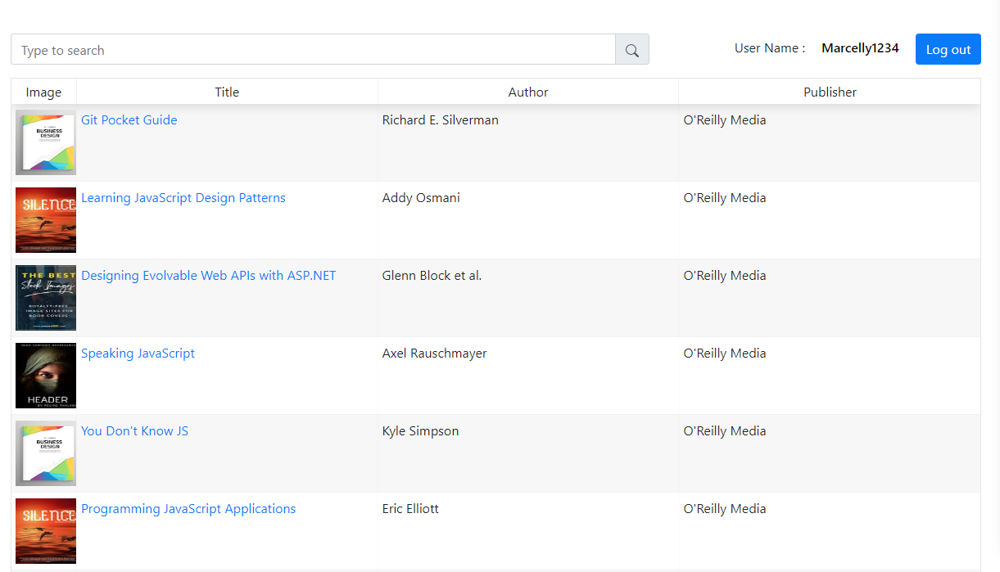 Type to search
User Name : Marcelly1234 Log out
Image Title Author Publisher
BUSINESS
DESIGN
Git Pocket Guide Richard E. Silverman O'Reilly Media
SILENCE
Learning JavaScript Design Patterns Addy Osmani O'Reilly Media
THE BEST
Stock Images
ROYALTY-FREE
IMAGE SITES FOR
BOOK COVERS
Designing Evolvable Web APIs with ASP.NET Glenn Block et al. O'Reilly Media
HEADER
Speaking JavaScript Axel Rauschmayer O'Reilly Media
BUSINESS
DESIGN
You Don't Know JS Kyle Simpson O'Reilly Media
SILENCE
Programming JavaScript Applications Eric Elliott O'Reilly Media